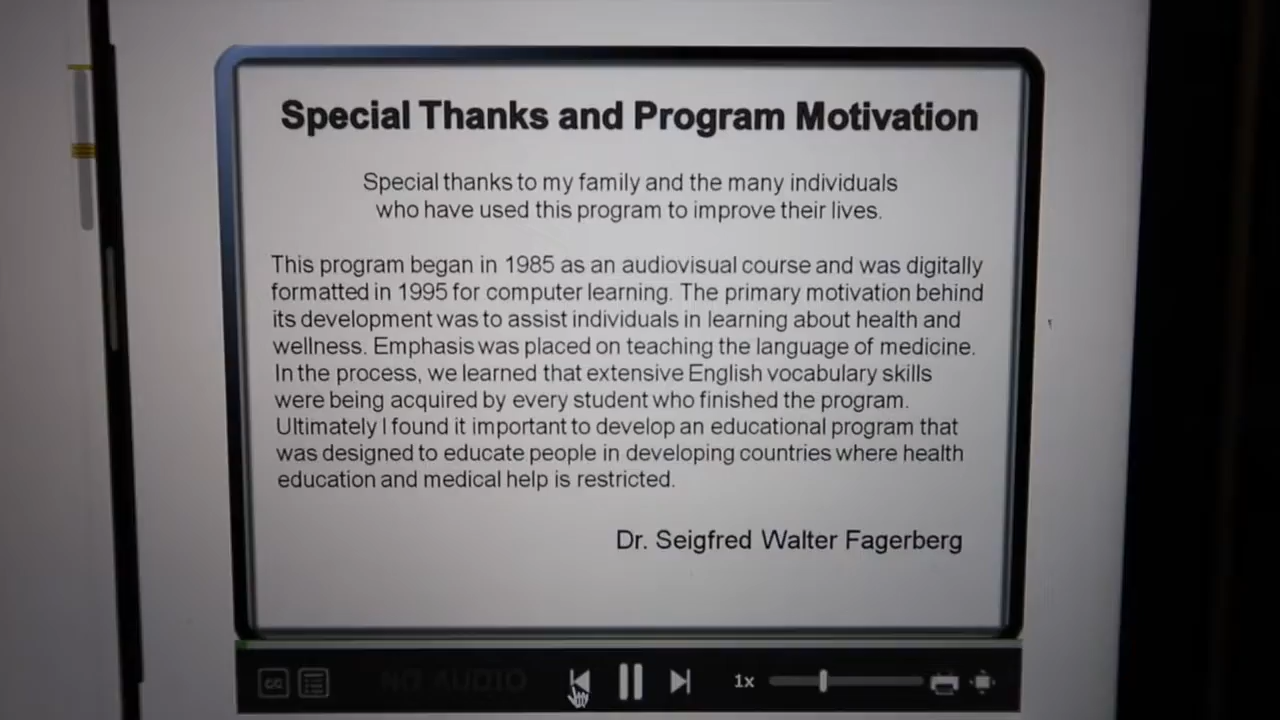 Special Thanks and Program Motivation
Special thanks to my family and the many individuals
who have used this program to improve their lives.
This program began in 1985 as an audiovisual course and was digitally
formatted in 1995 for computer learning. The primary motivation behind
its development was to assist individuals in learning about health and
wellness. Emphasis was placed on teaching the language of medicine.
In the process, we learned that extensive English vocabulary skills
were being acquired by every student who finished the program.
Ultimately I found it important to develop an educational program that
was designed to educate people in developing countries where health
education and medical help is restricted.
Dr. Seigfred Walter Fagerberg
CC NO AUDIO 1x